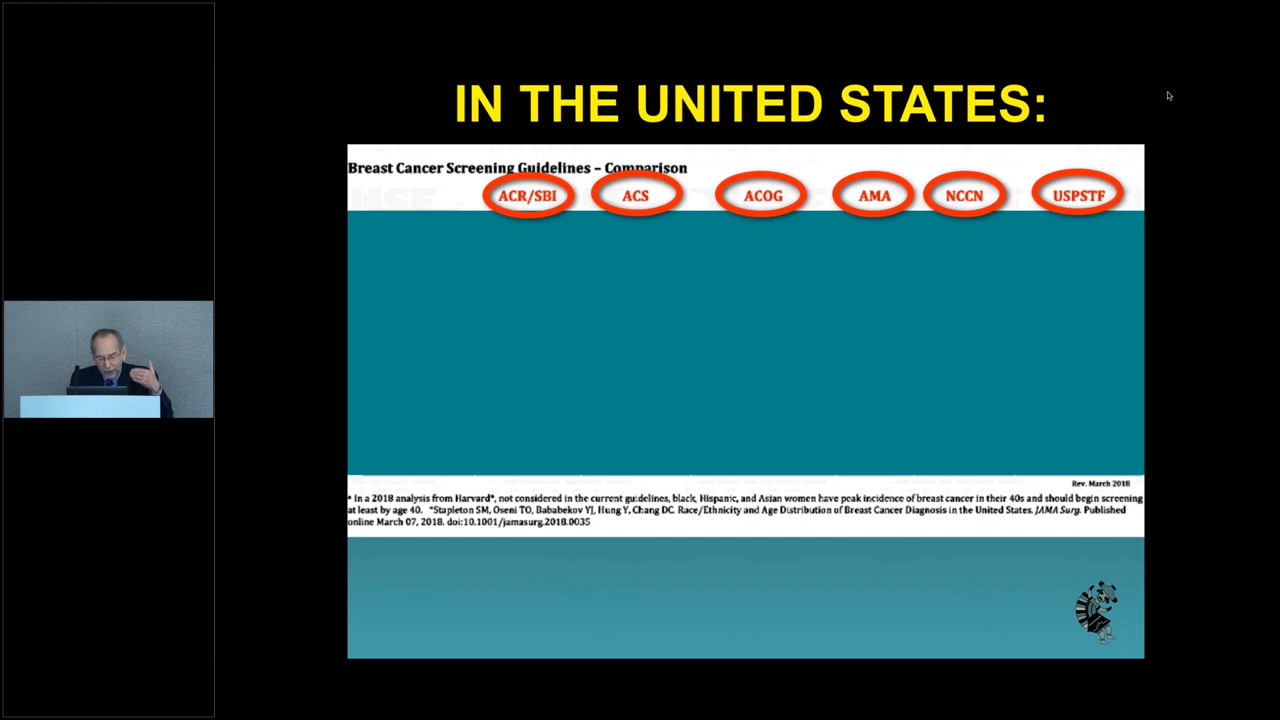 IN THE UNITED STATES:
Breast Cancer Screening Guidelines – Comparison
ACR/SBI ACS ACOG AMA NCCN USPSTF
Rev. March 2018
* In a 2018 analysis from Harvard*, not considered in the current guidelines, black, Hispanic, and Asian women have peak incidence of breast cancer in their 40s and should begin screening
at least by age 40. *Stapleton SM, Oseni TO, Bababekov YJ, Hung Y, Chang DC. Race/Ethnicity and Age Distribution of Breast Cancer Diagnosis in the United States. JAMA Surg. Published
online March 07, 2018. doi:10.1001/jamasurg.2018.0035